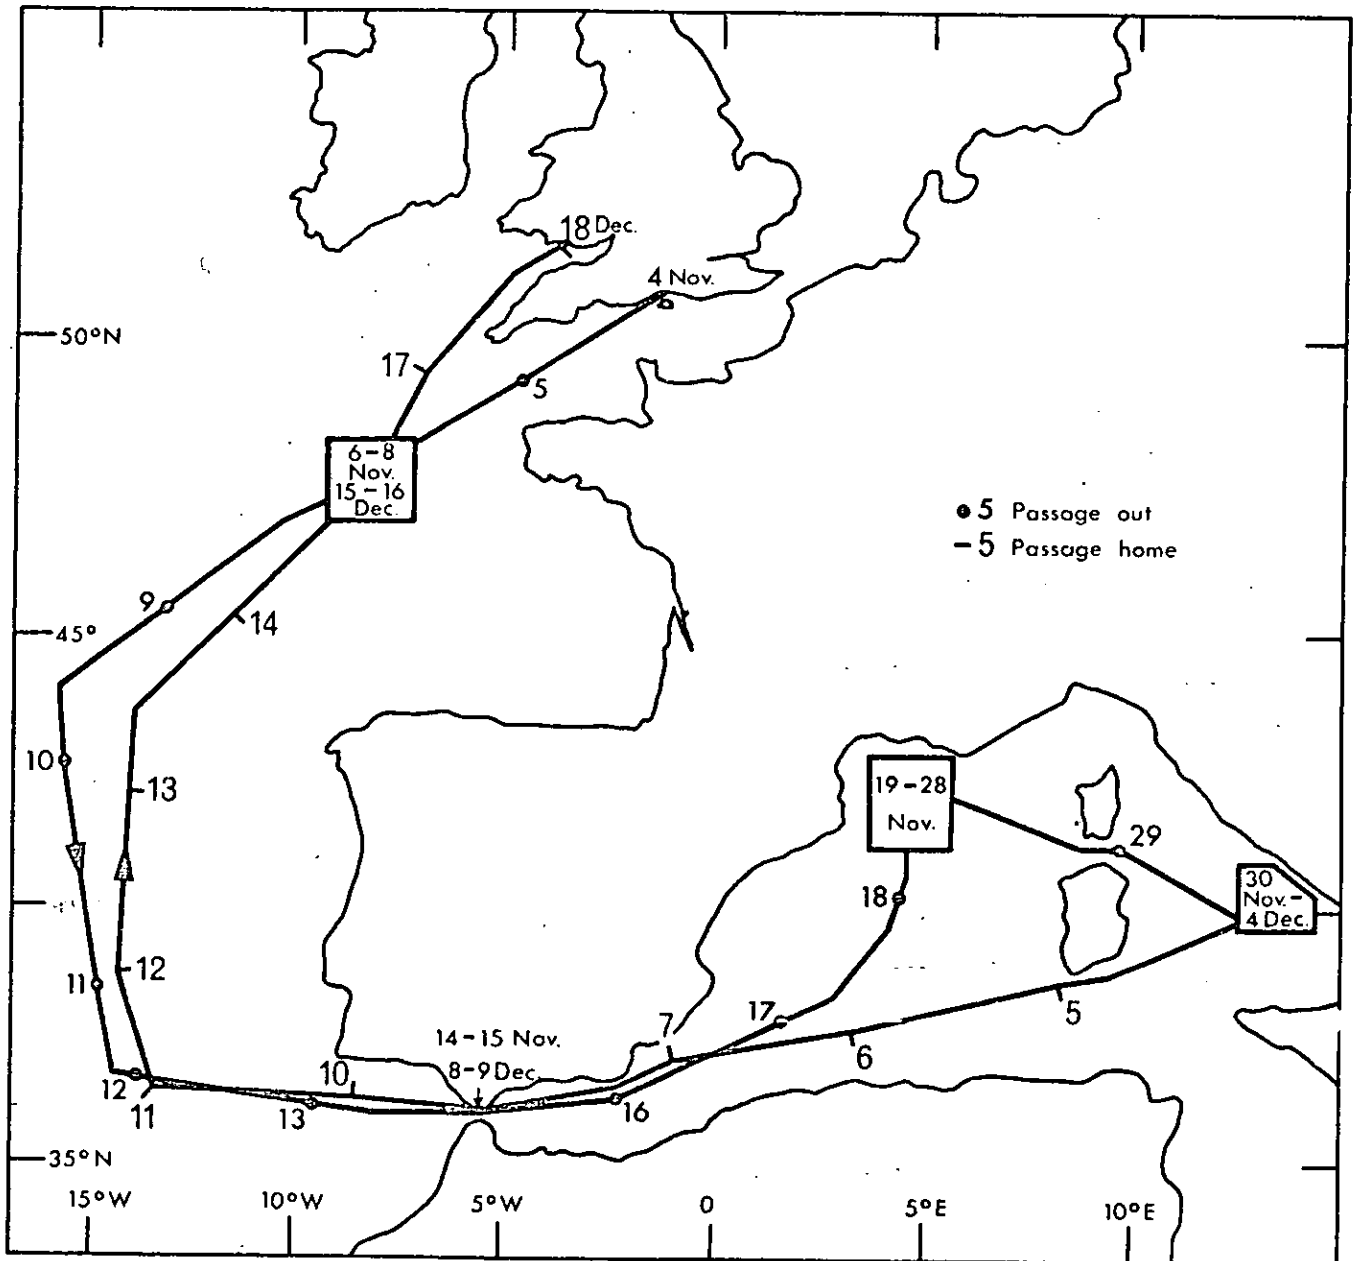 18 Dec.
4 Nov.
50°N
17
5
6-8
Nov.
15-16
Dec.
● 5 Passage out
- 5 Passage home
9
14
45°
10
13
19-28
Nov.
29
18
30
Nov.-
4 Dec.
11
12
17
5
7
6
14-15 Nov.
8-9 Dec.
12
10
11
13
16
35°N
15°W
10°W
5°W
0
5°E
10°E